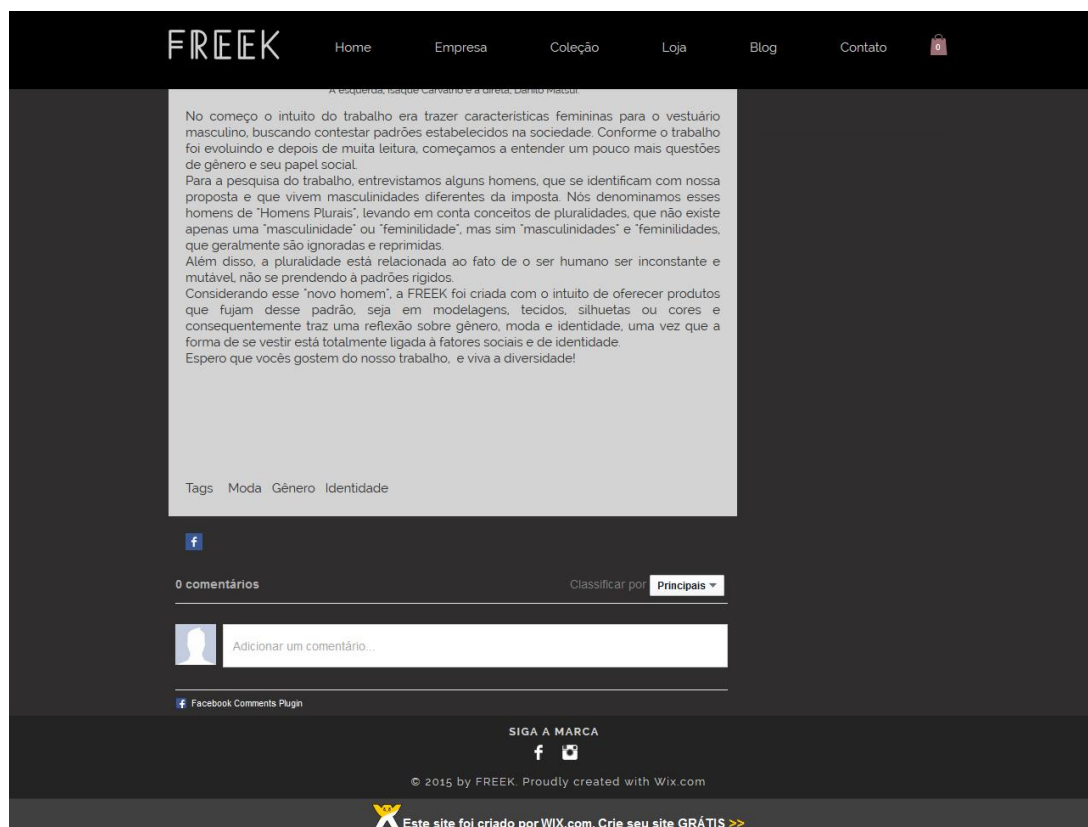 FREEK
Home Empresa Coleção Loja Blog Contato 0
A esquerda, Isaque Carvalho e a direta, Danilo Matsui.
No começo o intuito do trabalho era trazer características femininas para o vestuário
masculino, buscando contestar padrões estabelecidos na sociedade. Conforme o trabalho
foi evoluindo e depois de muita leitura, começamos a entender um pouco mais questões
de gênero e seu papel social.
Para a pesquisa do trabalho, entrevistamos alguns homens, que se identificam com nossa
proposta e que vivem masculinidades diferentes da imposta. Nós denominamos esses
homens de "Homens Plurais", levando em conta conceitos de pluralidades, que não existe
apenas uma "masculinidade" ou "feminilidade", mas sim "masculinidades" e "feminilidades,
que geralmente são ignoradas e reprimidas.
Além disso, a pluralidade está relacionada ao fato de o ser humano ser inconstante e
mutável, não se prendendo à padrões rígidos.
Considerando esse "novo homem", a FREEK foi criada com o intuito de oferecer produtos
que fujam desse padrão, seja em modelagens, tecidos, silhuetas ou cores e
consequentemente traz uma reflexão sobre gênero, moda e identidade, uma vez que a
forma de se vestir está totalmente ligada à fatores sociais e de identidade.
Espero que vocês gostem do nosso trabalho, e viva a diversidade!
Tags Moda Gênero Identidade
0 comentários Classificar por Principais
Adicionar um comentário...
Facebook Comments Plugin
SIGA A MARCA
© 2015 by FREEK. Proudly created with Wix.com
Este site foi criado por WIX.com. Crie seu site GRÁTIS >>